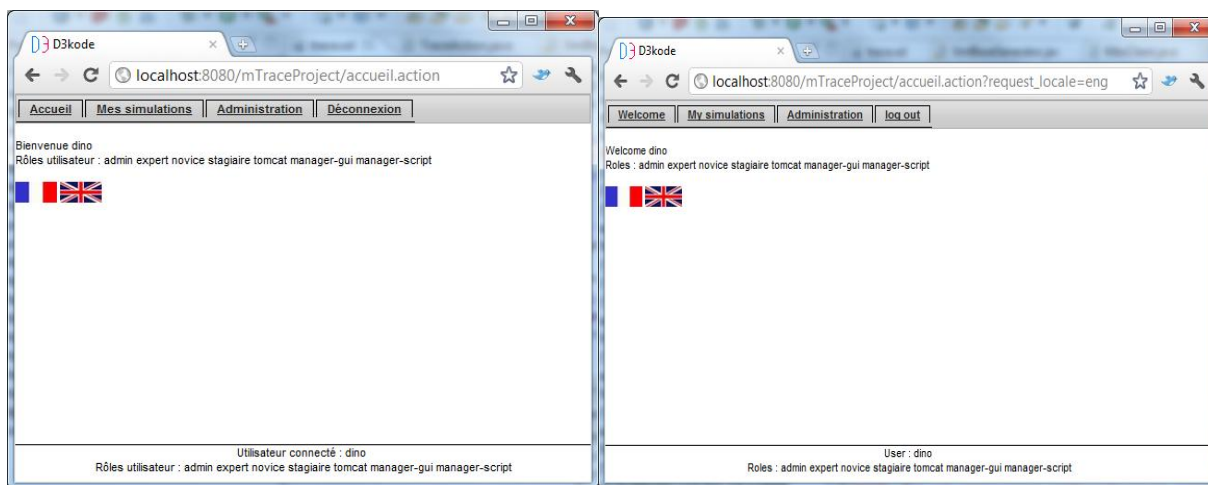 D3kode
localhost:8080/mTraceProject/accueil.action
Accueil Mes simulations Administration Déconnexion
Bienvenue dino
Rôles utilisateur : admin expert novice stagiaire tomcat manager-gui manager-script
Utilisateur connecté : dino
Rôles utilisateur : admin expert novice stagiaire tomcat manager-gui manager-script
D3kode
localhost:8080/mTraceProject/accueil.action?request_locale=eng
Welcome My simulations Administration log out
Welcome dino
Roles : admin expert novice stagiaire tomcat manager-gui manager-script
User : dino
Roles : admin expert novice stagiaire tomcat manager-gui manager-script